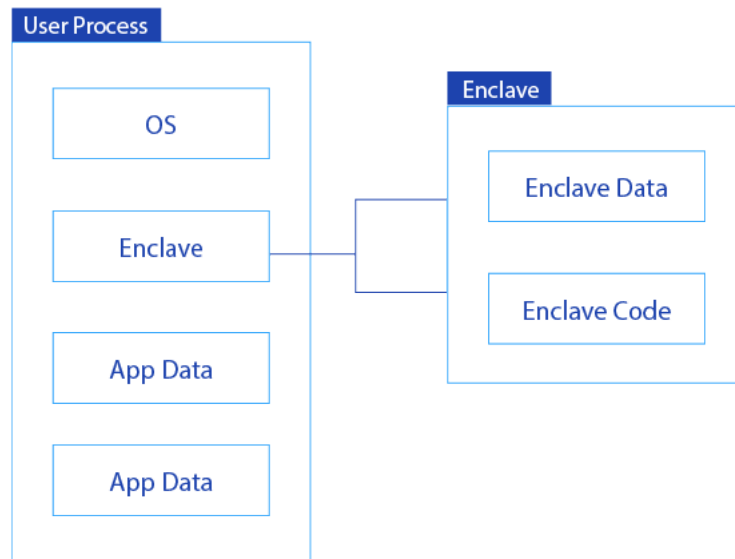 User Process
OS
Enclave
App Data
App Data
Enclave
Enclave Data
Enclave Code